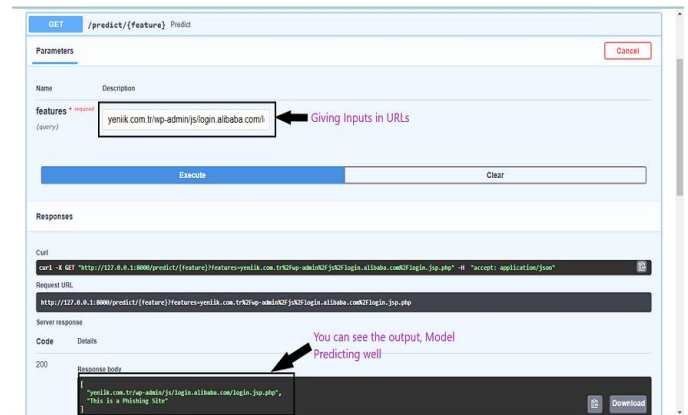 GET /predict/{feature} Predict
Parameters
Cancel
Name Description
features * required
(query)
yeniik.com.tr/wp-admin/js/login.alibaba.com/l
Giving Inputs in URLs
Execute
Clear
Responses
Curl
curl -X GET "http://127.0.0.1:8000/predict/{feature}?features=yeniik.com.tr%2Fwp-admin%2Fjs%2Flogin.alibaba.com%2Flogin.jsp.php" -H "accept: application/json"
Request URL
http://127.0.0.1:8000/predict/{feature}?features=yeniik.com.tr%2Fwp-admin%2Fjs%2Flogin.alibaba.com%2Flogin.jsp.php
Server response
Code Details
You can see the output, Model
Predicting well
200
Response body
[
"yeniik.com.tr/wp-admin/js/login.alibaba.com/login.jsp.php",
"This is a Phishing Site"
]
Download